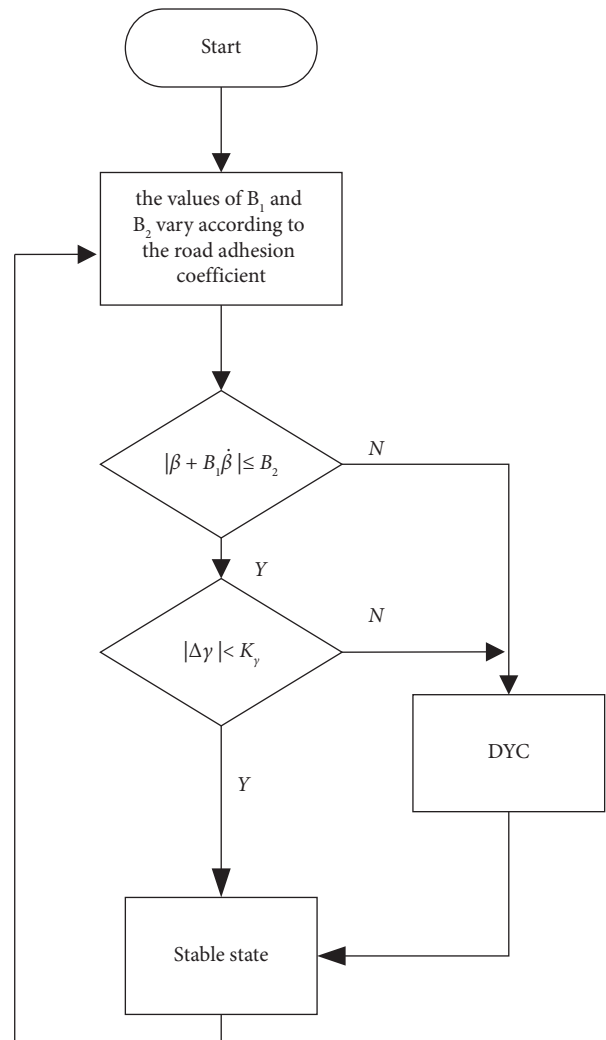 Start
the values of B₁ and
B₂ vary according to
the road adhesion
coefficient
|β + B₁β̇| ≤ B₂
N
Y
N
|Δγ| < Kᵧ
DYC
Y
Stable state